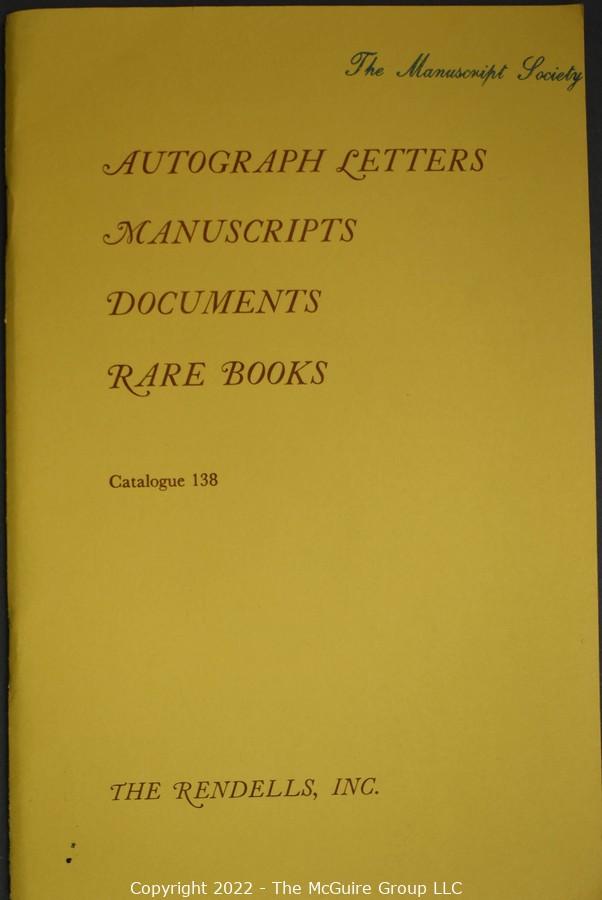 The Manuscript Society
AUTOGRAPH LETTERS
MANUSCRIPTS
DOCUMENTS
RARE BOOKS
Catalogue 138
THE RENDELLS, INC.
Copyright 2022 - The McGuire Group LLC